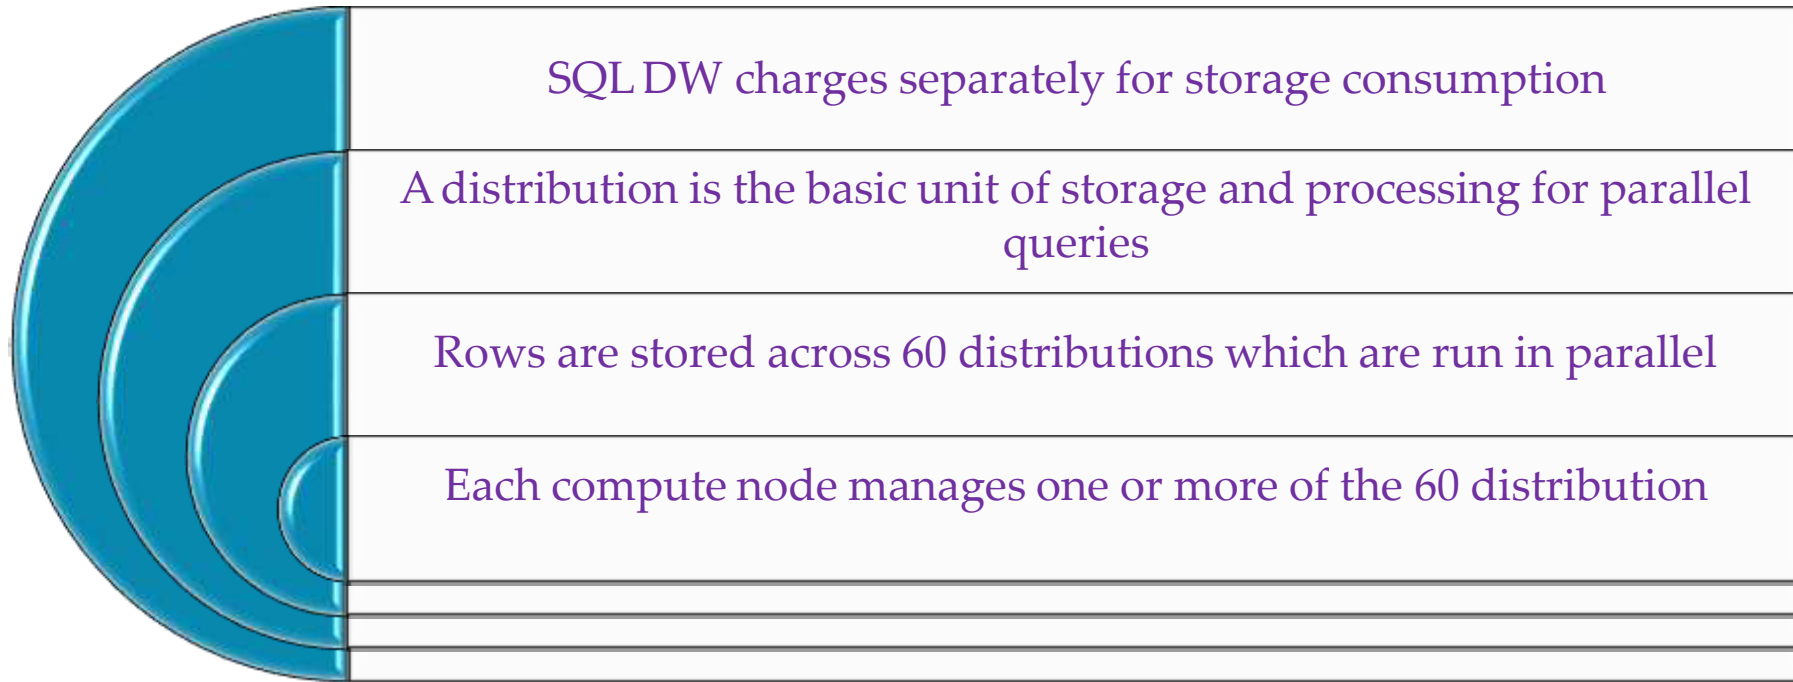 SQL DW charges separately for storage consumption
A distribution is the basic unit of storage and processing for parallel
queries
Rows are stored across 60 distributions which are run in parallel
Each compute node manages one or more of the 60 distribution